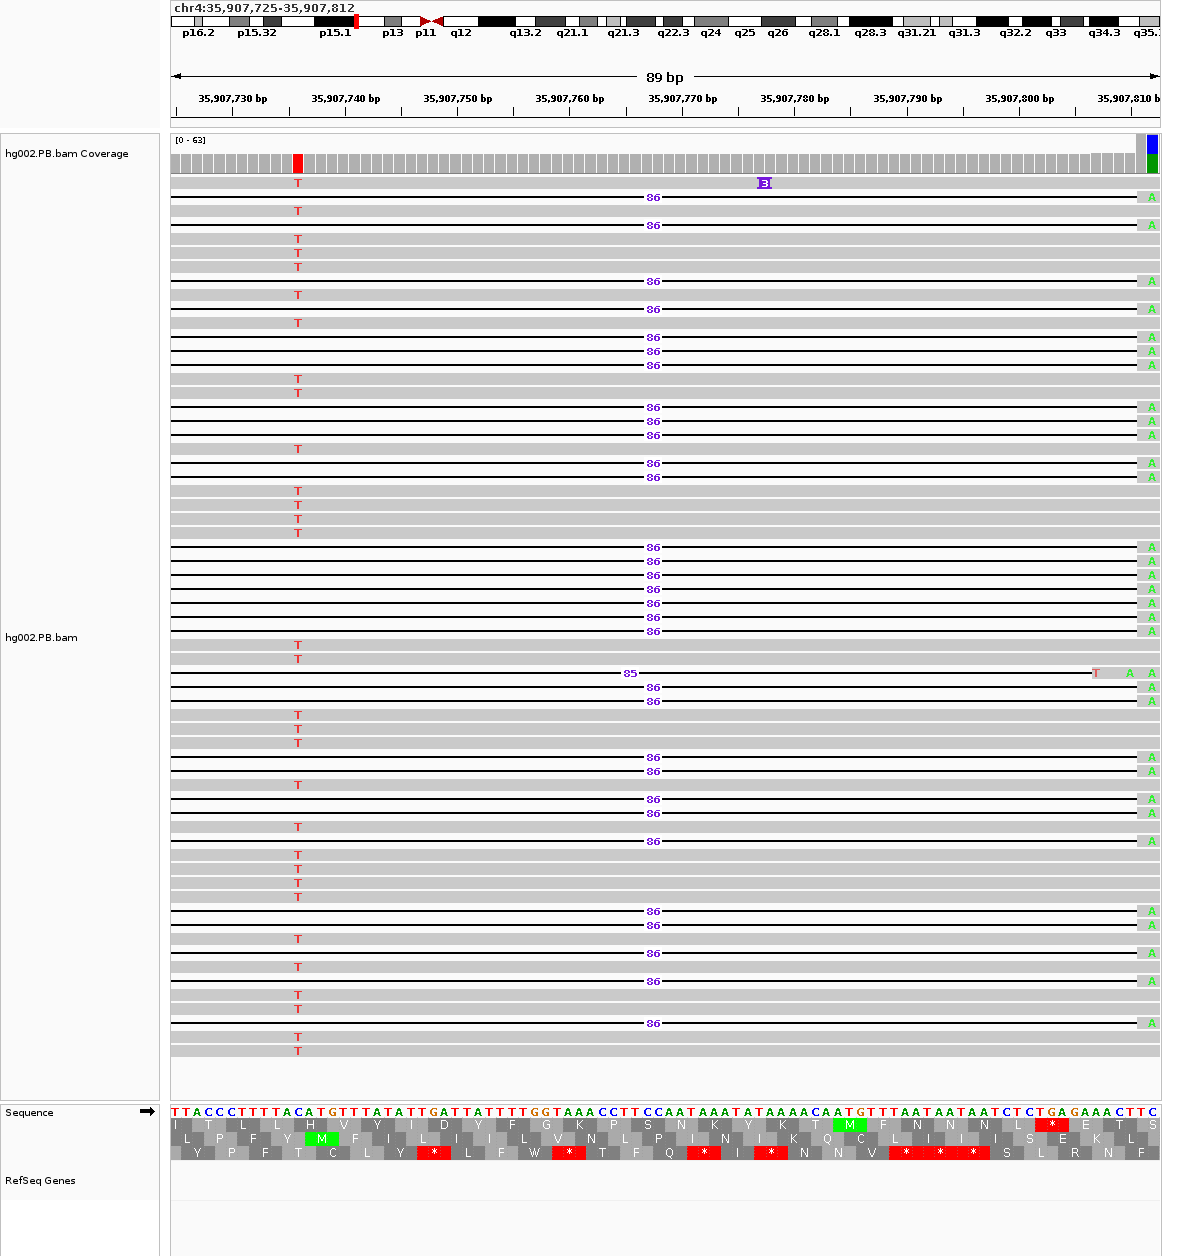 chr4:35,907,725-35,907,812
p16.2 p15.32 p15.1 p13 p11 q12 q13.2 q21.1 q21.3 q22.3 q24 q25 q26 q28.1 q28.3 q31.21 q31.3 q32.2 q33 q34.3 q35.
89 bp
35,907,730 bp 35,907,740 bp 35,907,750 bp 35,907,760 bp 35,907,770 bp 35,907,780 bp 35,907,790 bp 35,907,800 bp 35,907,810 b
[0 - 63]
hg002.PB.bam Coverage
T 3
86 A
T
86 A
T
T
T
86 A
T
86 A
T
86 A
86 A
86 A
T
T
86 A
86 A
86 A
T
86 A
86 A
T
T
T
T
86 A
86 A
86 A
86 A
86 A
86 A
86 A
hg002.PB.bam
T
T
85 T A A
86 A
86 A
T
T
T
86 A
86 A
T
86 A
86 A
T
86 A
T
T
T
T
86 A
86 A
T
86 A
T
86 A
T
T
86 A
T
T
Sequence TTACCCTTTTACATGTTTATATTGATTATTTTGGTAAACCTTCCAATAAATATAAAACAATGTTTAATAATAATCTCTGAGAAACTTC
I T L L H V Y I D Y F G K P S N K Y K T M F N N N L * E T S
L P F Y M F I L I I L V N L P I N I K Q C L I I I S E K L
Y P F T C L Y * L F W * T F Q * I * N N V * * * S L R N F
RefSeq Genes